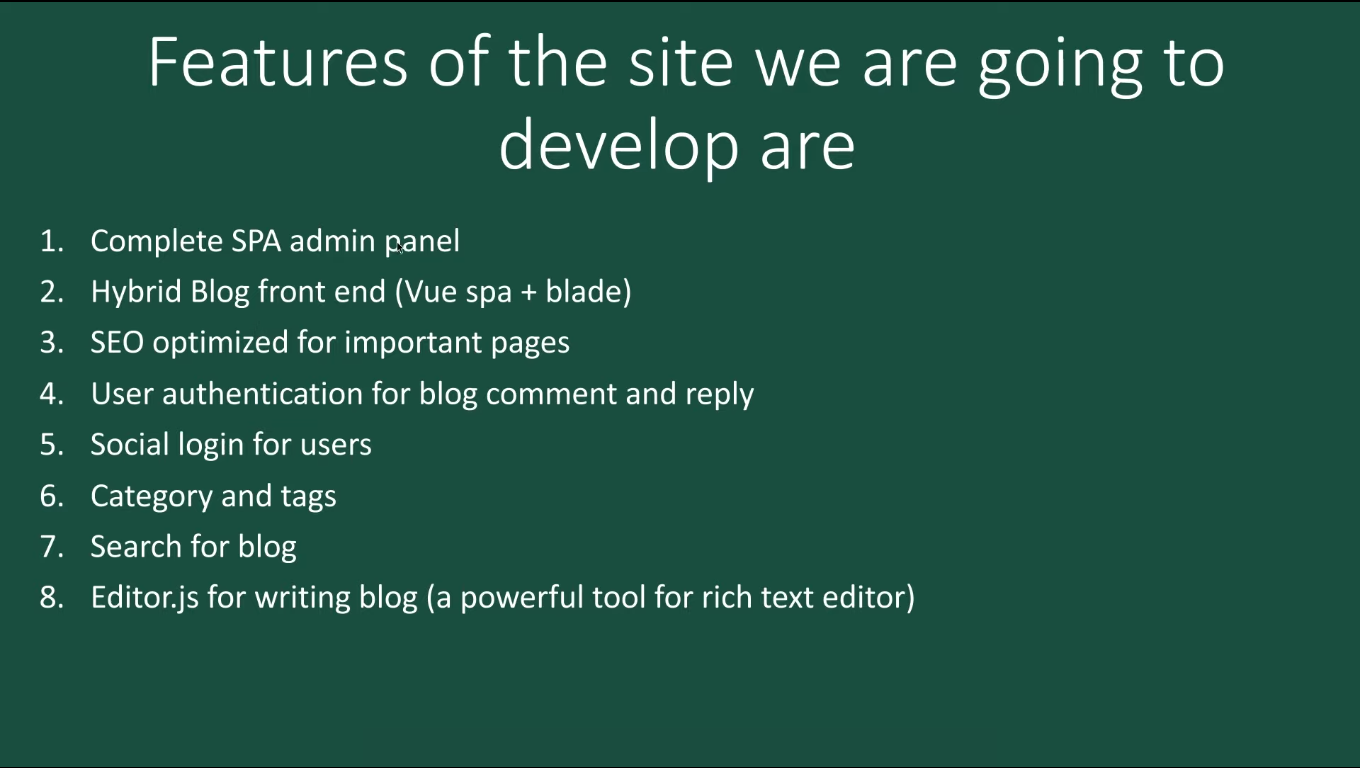 Features of the site we are going to
develop are
1. Complete SPA admin panel
2. Hybrid Blog front end (Vue spa + blade)
3. SEO optimized for important pages
4. User authentication for blog comment and reply
5. Social login for users
6. Category and tags
7. Search for blog
8. Editor.js for writing blog (a powerful tool for rich text editor)